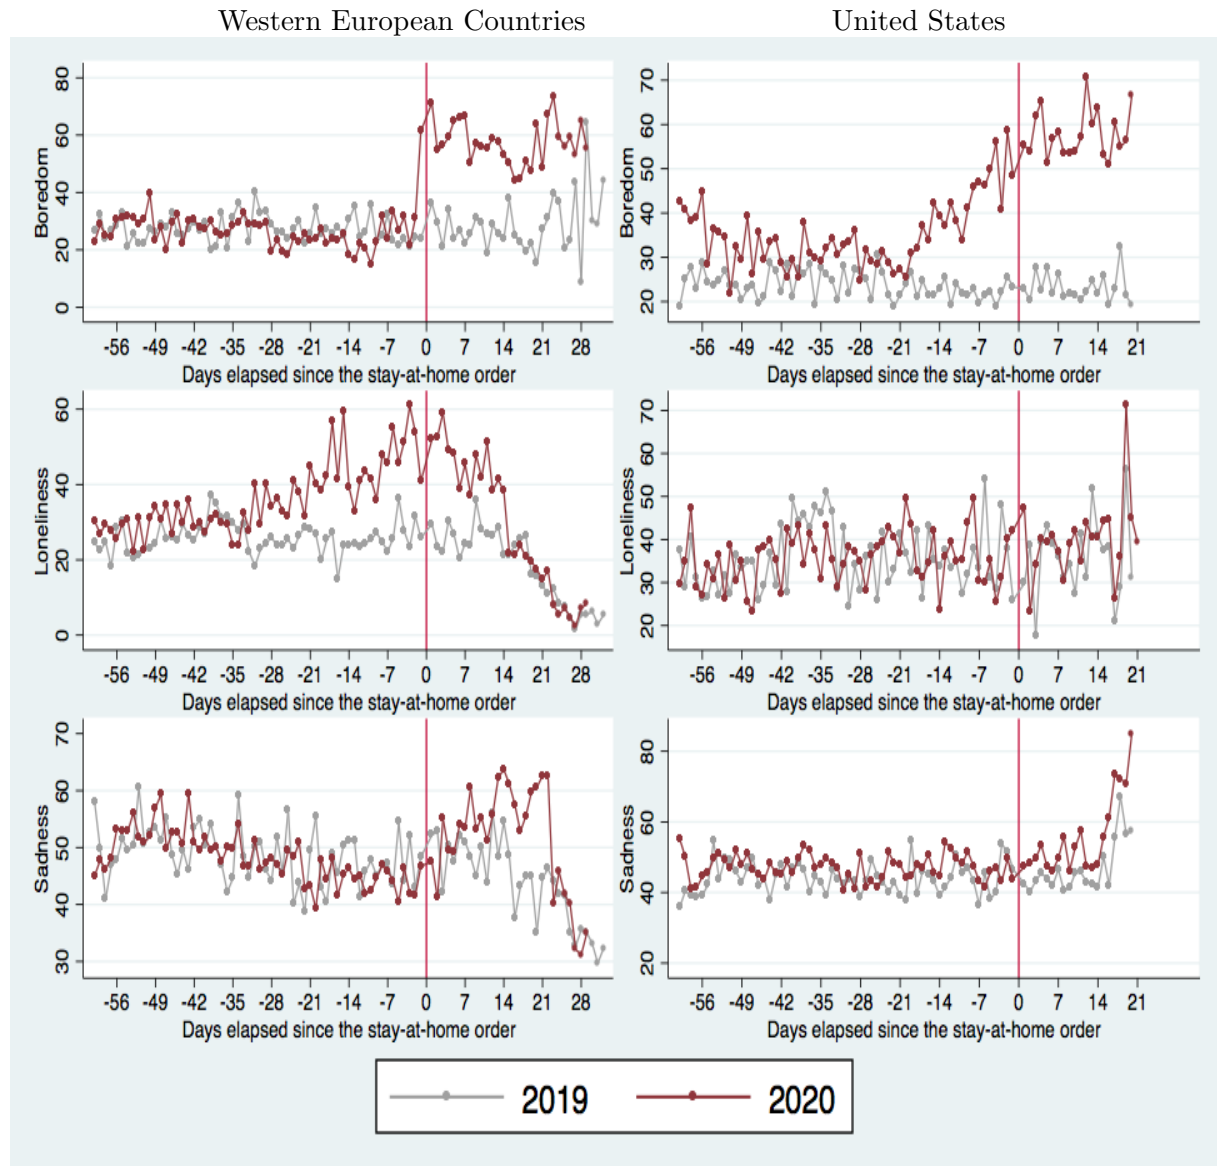 Western European Countries United States
Boredom
80
60
40
20
0
-56 -49 -42 -35 -28 -21 -14 -7 0 7 14 21 28
Days elapsed since the stay-at-home order
Boredom
70
60
50
40
30
20
-56 -49 -42 -35 -28 -21 -14 -7 0 7 14 21
Days elapsed since the stay-at-home order
Loneliness
60
40
20
0
-56 -49 -42 -35 -28 -21 -14 -7 0 7 14 21 28
Days elapsed since the stay-at-home order
Loneliness
70
60
50
40
30
20
-56 -49 -42 -35 -28 -21 -14 -7 0 7 14 21
Days elapsed since the stay-at-home order
Sadness
70
60
50
40
30
-56 -49 -42 -35 -28 -21 -14 -7 0 7 14 21 28
Days elapsed since the stay-at-home order
Sadness
80
60
40
20
-56 -49 -42 -35 -28 -21 -14 -7 0 7 14 21
Days elapsed since the stay-at-home order
2019 2020